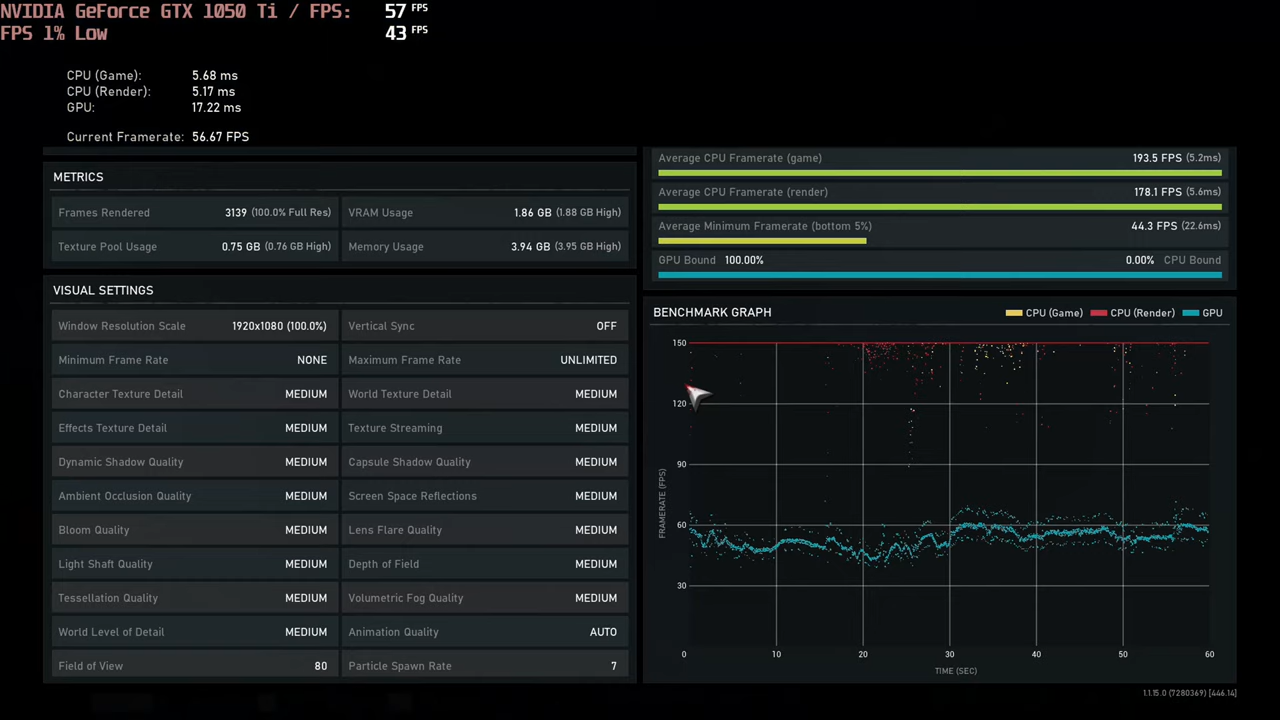 NVIDIA GeForce GTX 1050 Ti / FPS: 57 FPS
FPS 1% Low 43 FPS
CPU (Game): 5.68 ms
CPU (Render): 5.17 ms
GPU: 17.22 ms
Current Framerate: 56.67 FPS
METRICS
Frames Rendered 3139 (100.0% Full Res) VRAM Usage 1.86 GB (1.88 GB High)
Texture Pool Usage 0.75 GB (0.76 GB High) Memory Usage 3.94 GB (3.95 GB High)
VISUAL SETTINGS
Window Resolution Scale 1920x1080 (100.0%) Vertical Sync OFF
Minimum Frame Rate NONE Maximum Frame Rate UNLIMITED
Character Texture Detail MEDIUM World Texture Detail MEDIUM
Effects Texture Detail MEDIUM Texture Streaming MEDIUM
Dynamic Shadow Quality MEDIUM Capsule Shadow Quality MEDIUM
Ambient Occlusion Quality MEDIUM Screen Space Reflections MEDIUM
Bloom Quality MEDIUM Lens Flare Quality MEDIUM
Light Shaft Quality MEDIUM Depth of Field MEDIUM
Tessellation Quality MEDIUM Volumetric Fog Quality MEDIUM
World Level of Detail MEDIUM Animation Quality AUTO
Field of View 80 Particle Spawn Rate 7
Average CPU Framerate (game) 193.5 FPS (5.2ms)
Average CPU Framerate (render) 178.1 FPS (5.6ms)
Average Minimum Framerate (bottom 5%) 44.3 FPS (22.6ms)
GPU Bound 100.00% 0.00% CPU Bound
BENCHMARK GRAPH CPU (Game) CPU (Render) GPU
150
120
90
60
30
FRAMERATE (FPS)
0 10 20 30 40 50 60
TIME (SEC)
1.1.15.0 (7280369) [446.14]